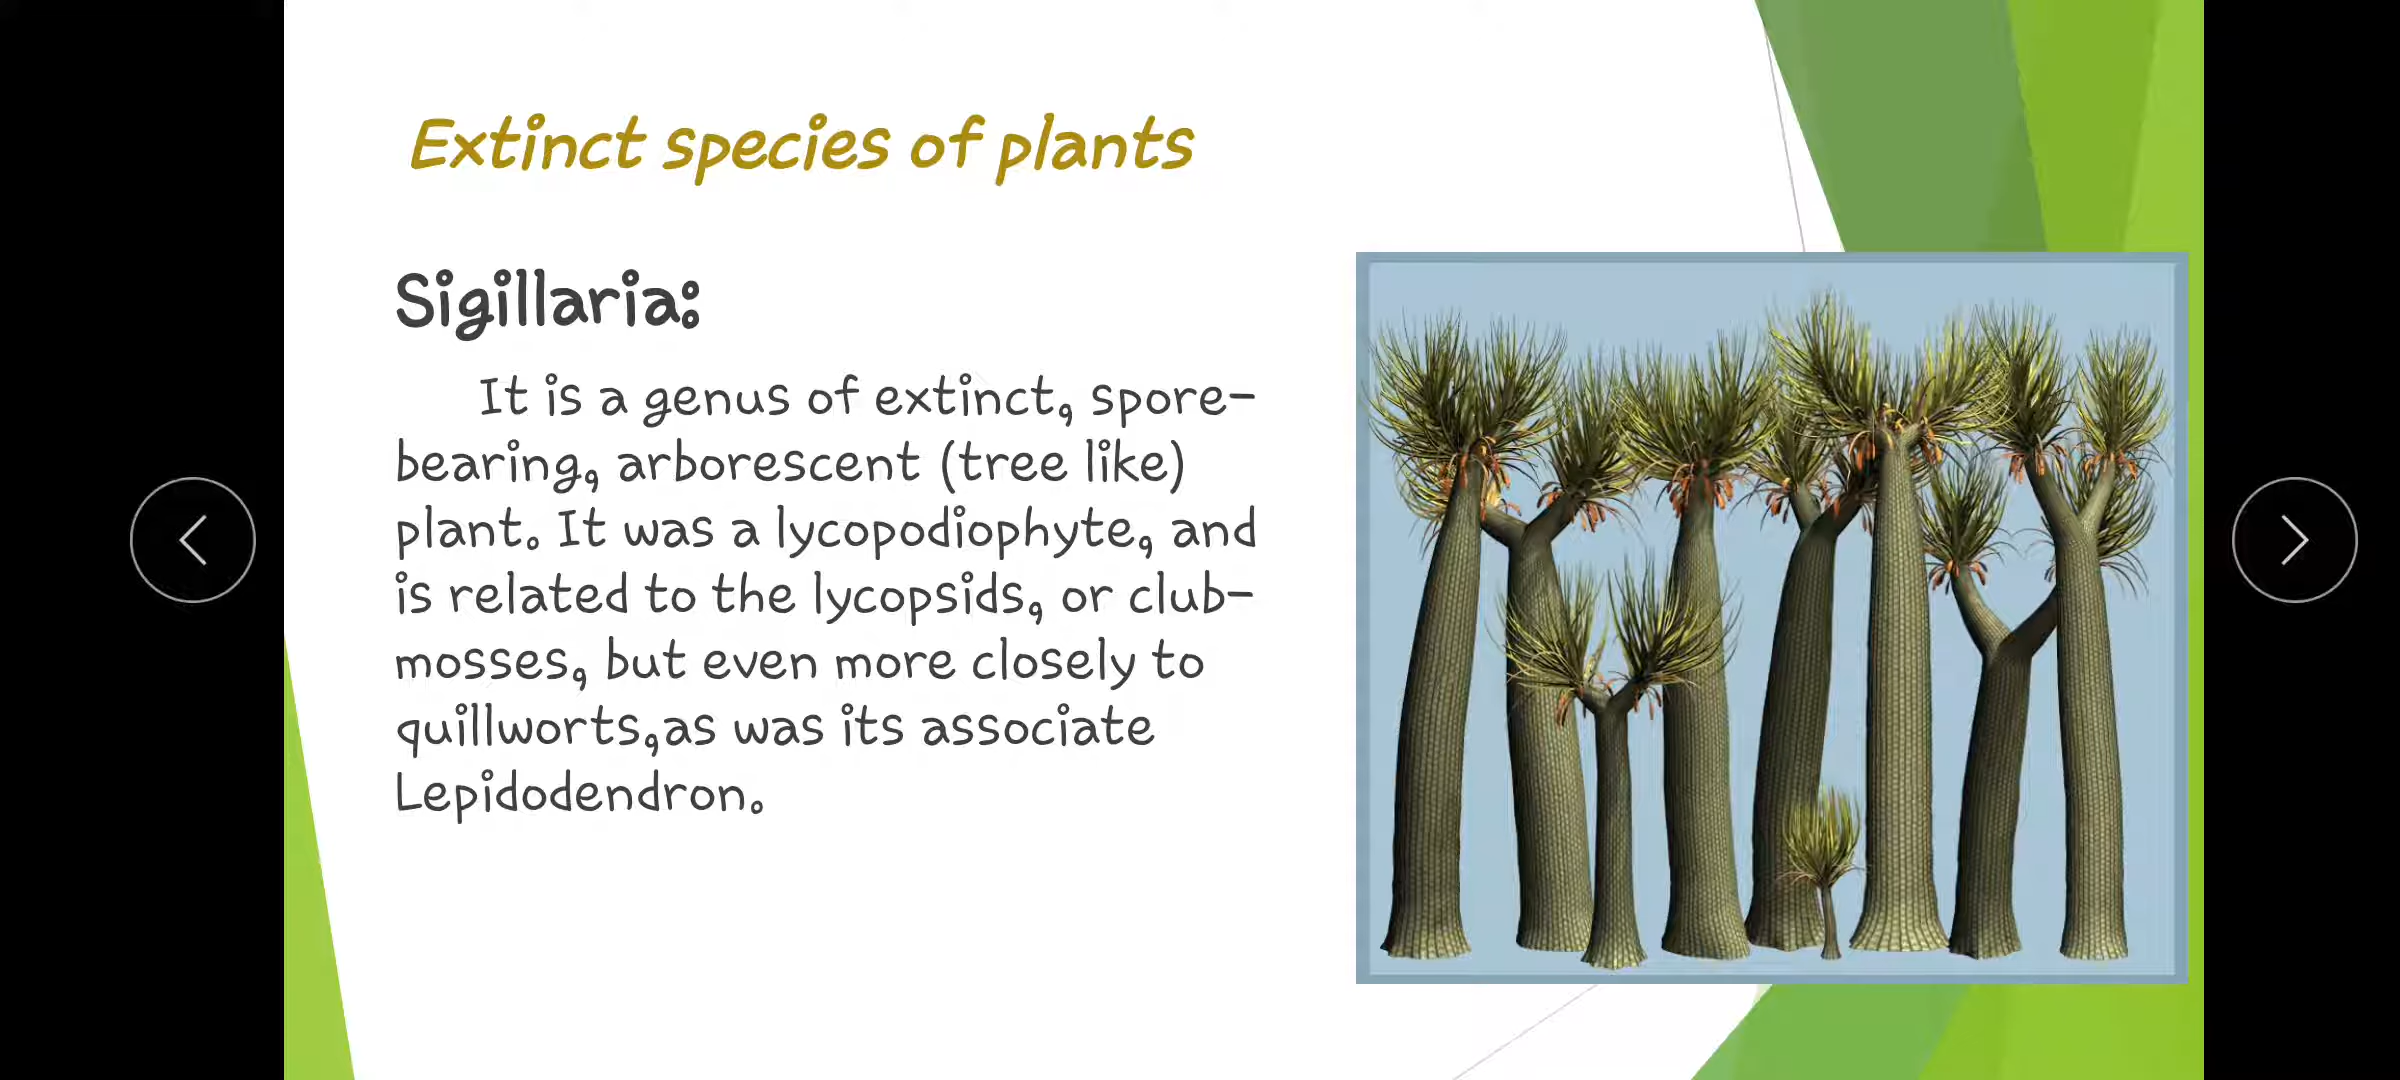 Extinct species of plants
Sigillaria:
It is a genus of extinct, spore-
bearing, arborescent (tree like)
plant. It was a lycopodiophyte, and
is related to the lycopsids, or club-
mosses, but even more closely to
quillworts,as was its associate
Lepidodendron.